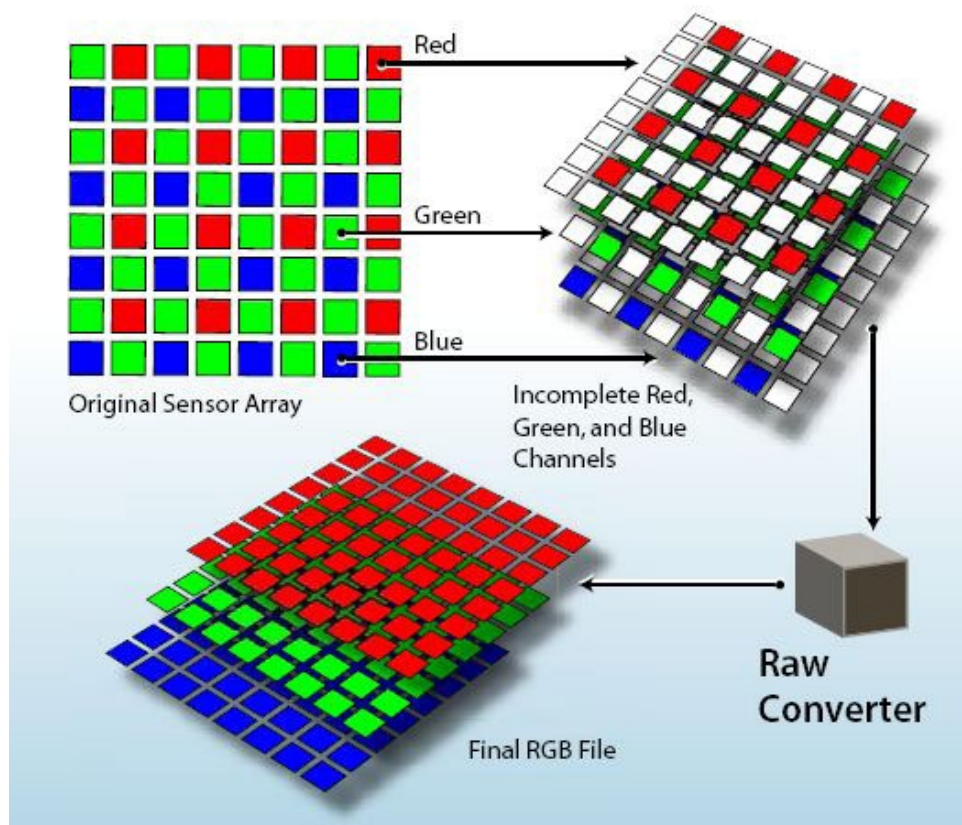 Red
Green
Blue
Original Sensor Array
Incomplete Red,
Green, and Blue
Channels
Raw
Converter
Final RGB File